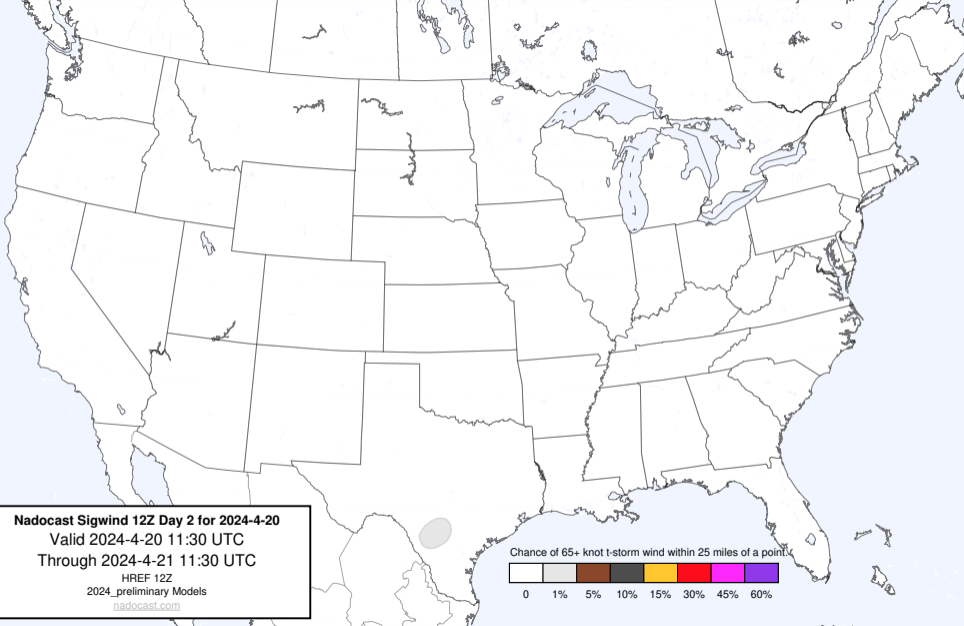 Nadocast Sigwind 12Z Day 2 for 2024-4-20
Valid 2024-4-20 11:30 UTC
Through 2024-4-21 11:30 UTC
HREF 12Z
2024_preliminary Models
nadocast.com
Chance of 65+ knot t-storm wind within 25 miles of a point.
0 1% 5% 10% 15% 30% 45% 60%